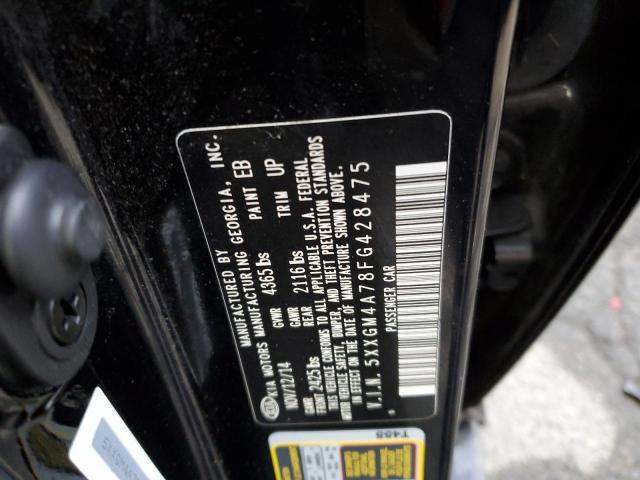 MANUFACTURED BY
KIA MOTORS MANUFACTURING GEORGIA, INC.
NOV/12/14 GVWR 4365 lbs PAINT EB
GAWR FRONT 2425 lbs GAWR REAR 2116 lbs TRIM UP
THIS VEHICLE CONFORMS TO ALL APPLICABLE U.S.A. FEDERAL
MOTOR VEHICLE SAFETY, BUMPER, AND THEFT PREVENTION STANDARDS
IN EFFECT ON THE DATE OF MANUFACTURE SHOWN ABOVE.
V.I.N. 5XXGM4A78FG428475
PASSENGER CAR
T488